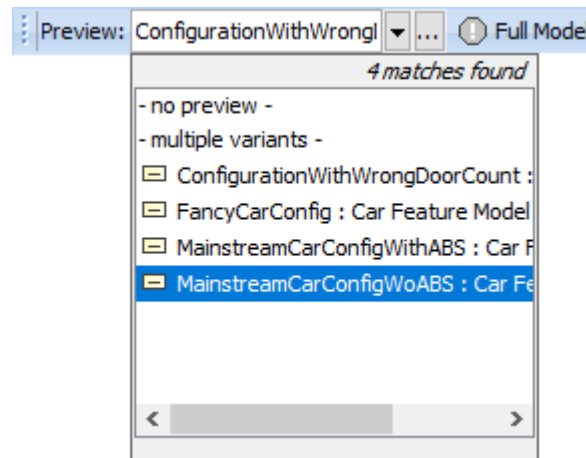 Preview: ConfigurationWithWrongl ... Full Mode
4 matches found
- no preview -
- multiple variants -
ConfigurationWithWrongDoorCount :
FancyCarConfig : Car Feature Model
MainstreamCarConfigWithABS : Car F
MainstreamCarConfigWoABS : Car Fe